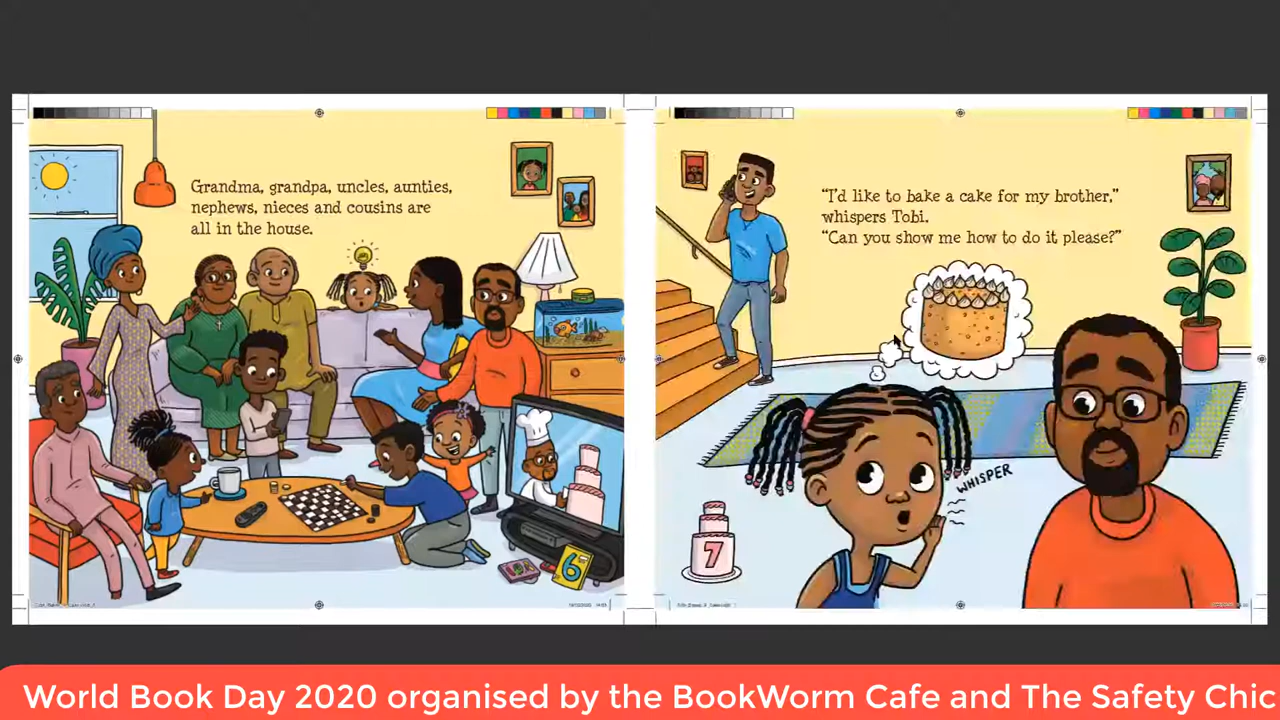 Grandma, grandpa, uncles, aunties,
nephews, nieces and cousins are
all in the house.
6
"I'd like to bake a cake for my brother,"
whispers Tobi.
"Can you show me how to do it please?"
WHISPER
7
World Book Day 2020 organised by the BookWorm Cafe and The Safety Chic